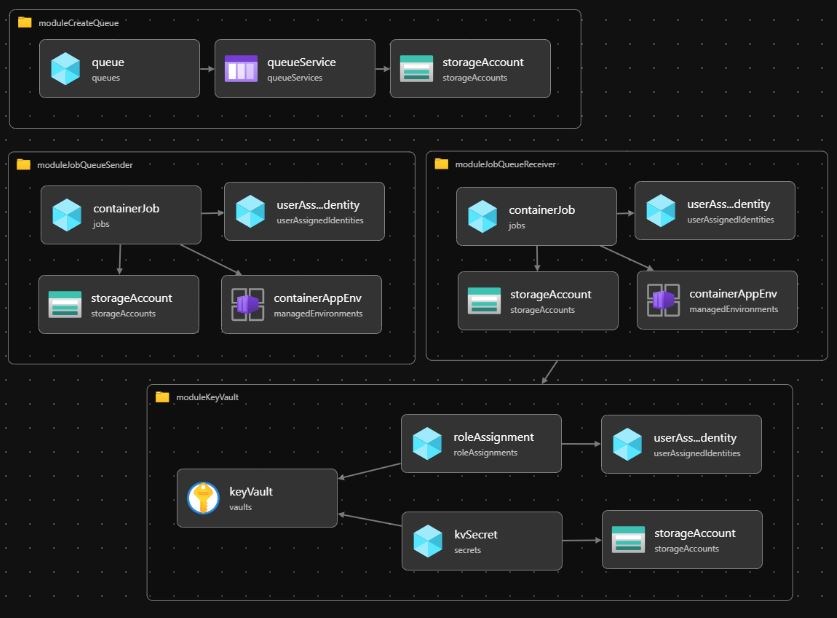 moduleCreateQueue
queue
queues
queueService
queueServices
storageAccount
storageAccounts
moduleJobQueueSender
containerJob
jobs
userAss...dentity
userAssignedIdentities
storageAccount
storageAccounts
containerAppEnv
managedEnvironments
moduleJobQueueReceiver
containerJob
jobs
userAss...dentity
userAssignedIdentities
storageAccount
storageAccounts
containerAppEnv
managedEnvironments
moduleKeyVault
roleAssignment
roleAssignments
userAss...dentity
userAssignedIdentities
keyVault
vaults
kvSecret
secrets
storageAccount
storageAccounts